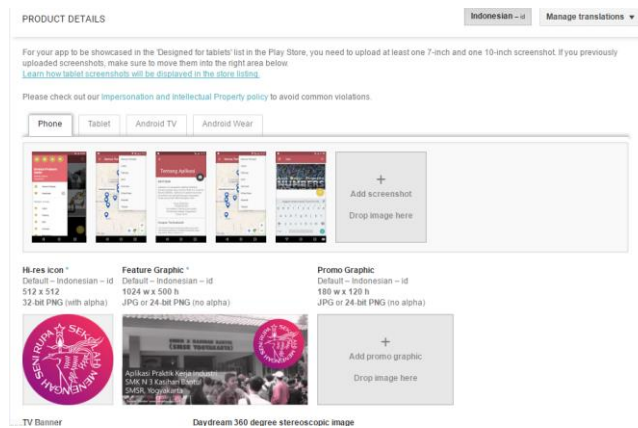 PRODUCT DETAILS
Indonesian – id
Manage translations
For your app to be showcased in the 'Designed for tablets' list in the Play Store, you need to upload at least one 7-inch and one 10-inch screenshot. If you previously
uploaded screenshots, make sure to move them into the right area below.
Learn how tablet screenshots will be displayed in the store listing.
Please check out our Impersonation and Intellectual Property policy to avoid common violations.
Phone
Tablet
Android TV
Android Wear
Tentang Aplikasi
NUMBERS
+
Add screenshot
Drop image here
Hi-res icon *
Default – Indonesian – id
512 x 512
32-bit PNG (with alpha)
Feature Graphic *
Default – Indonesian – id
1024 w x 500 h
JPG or 24-bit PNG (no alpha)
Promo Graphic
Default – Indonesian – id
180 w x 120 h
JPG or 24-bit PNG (no alpha)
SEKOLAH MENENGAH SENI RUPA
Aplikasi Praktik Kerja Industri
SMK N 3 Kasihan Bantul
SMSR, Yogyakarta
+
Add promo graphic
Drop image here
TV Banner
Daydream 360 degree stereoscopic image